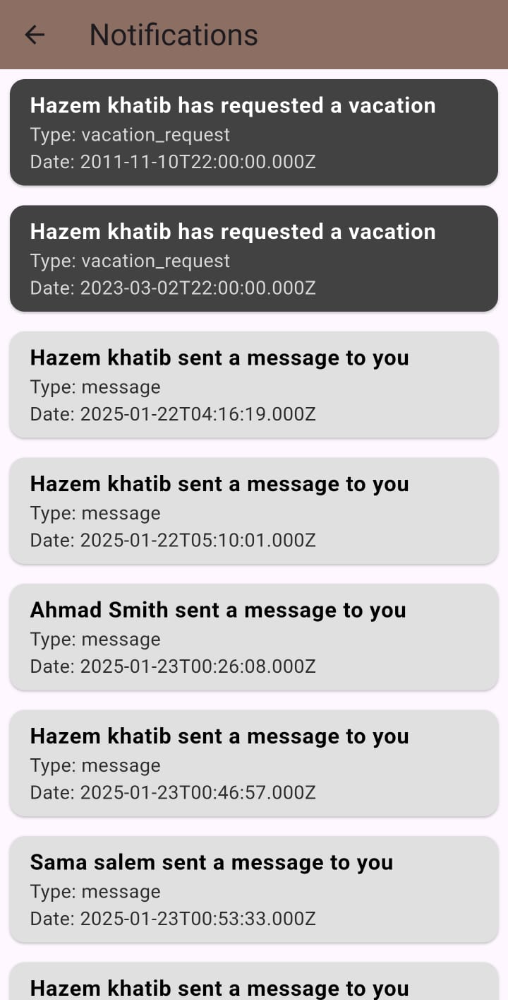 Notifications
Hazem khatib has requested a vacation
Type: vacation_request
Date: 2011-11-10T22:00:00.000Z
Hazem khatib has requested a vacation
Type: vacation_request
Date: 2023-03-02T22:00:00.000Z
Hazem khatib sent a message to you
Type: message
Date: 2025-01-22T04:16:19.000Z
Hazem khatib sent a message to you
Type: message
Date: 2025-01-22T05:10:01.000Z
Ahmad Smith sent a message to you
Type: message
Date: 2025-01-23T00:26:08.000Z
Hazem khatib sent a message to you
Type: message
Date: 2025-01-23T00:46:57.000Z
Sama salem sent a message to you
Type: message
Date: 2025-01-23T00:53:33.000Z
Hazem khatib sent a message to you